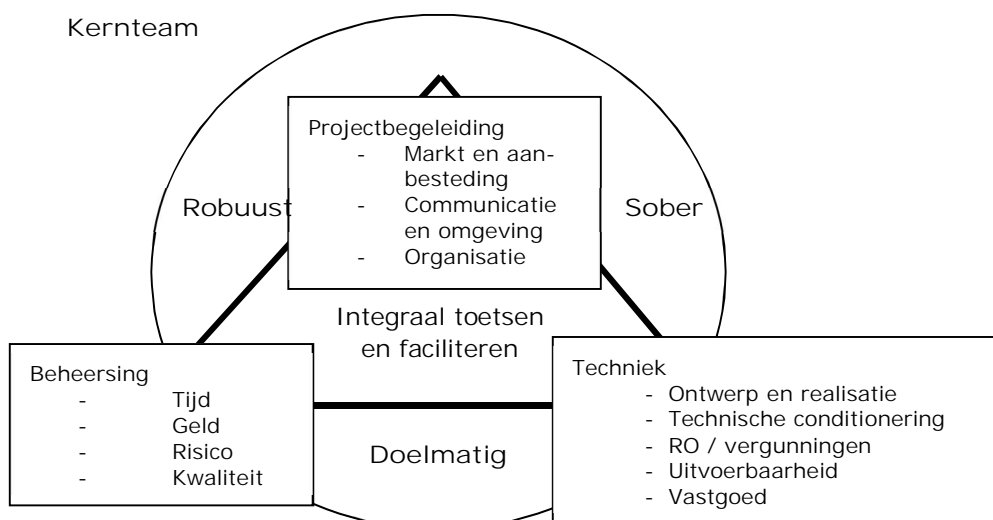 Kernteam
Projectbegeleiding
- Markt en aan-
besteding
- Communicatie
en omgeving
- Organisatie
Robuust
Sober
Integraal toetsen
en faciliteren
Beheersing
- Tijd
- Geld
- Risico
- Kwaliteit
Techniek
- Ontwerp en realisatie
- Technische conditionering
- RO / vergunningen
- Uitvoerbaarheid
- Vastgoed
Doelmatig